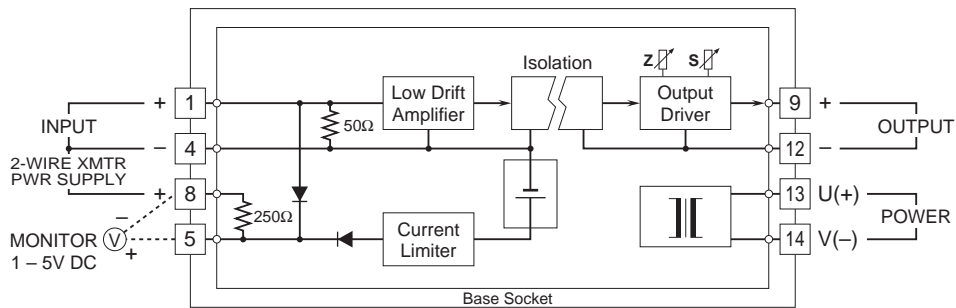 Isolation
Z
S
+
1
Low Drift
Amplifier
Output
Driver
9
+
INPUT
50Ω
OUTPUT
−
4
12
−
2-WIRE XMTR
PWR SUPPLY
+
8
13
U(+)
−
250Ω
POWER
MONITOR
V
+
5
Current
Limiter
14
V(−)
1 – 5V DC
Base Socket